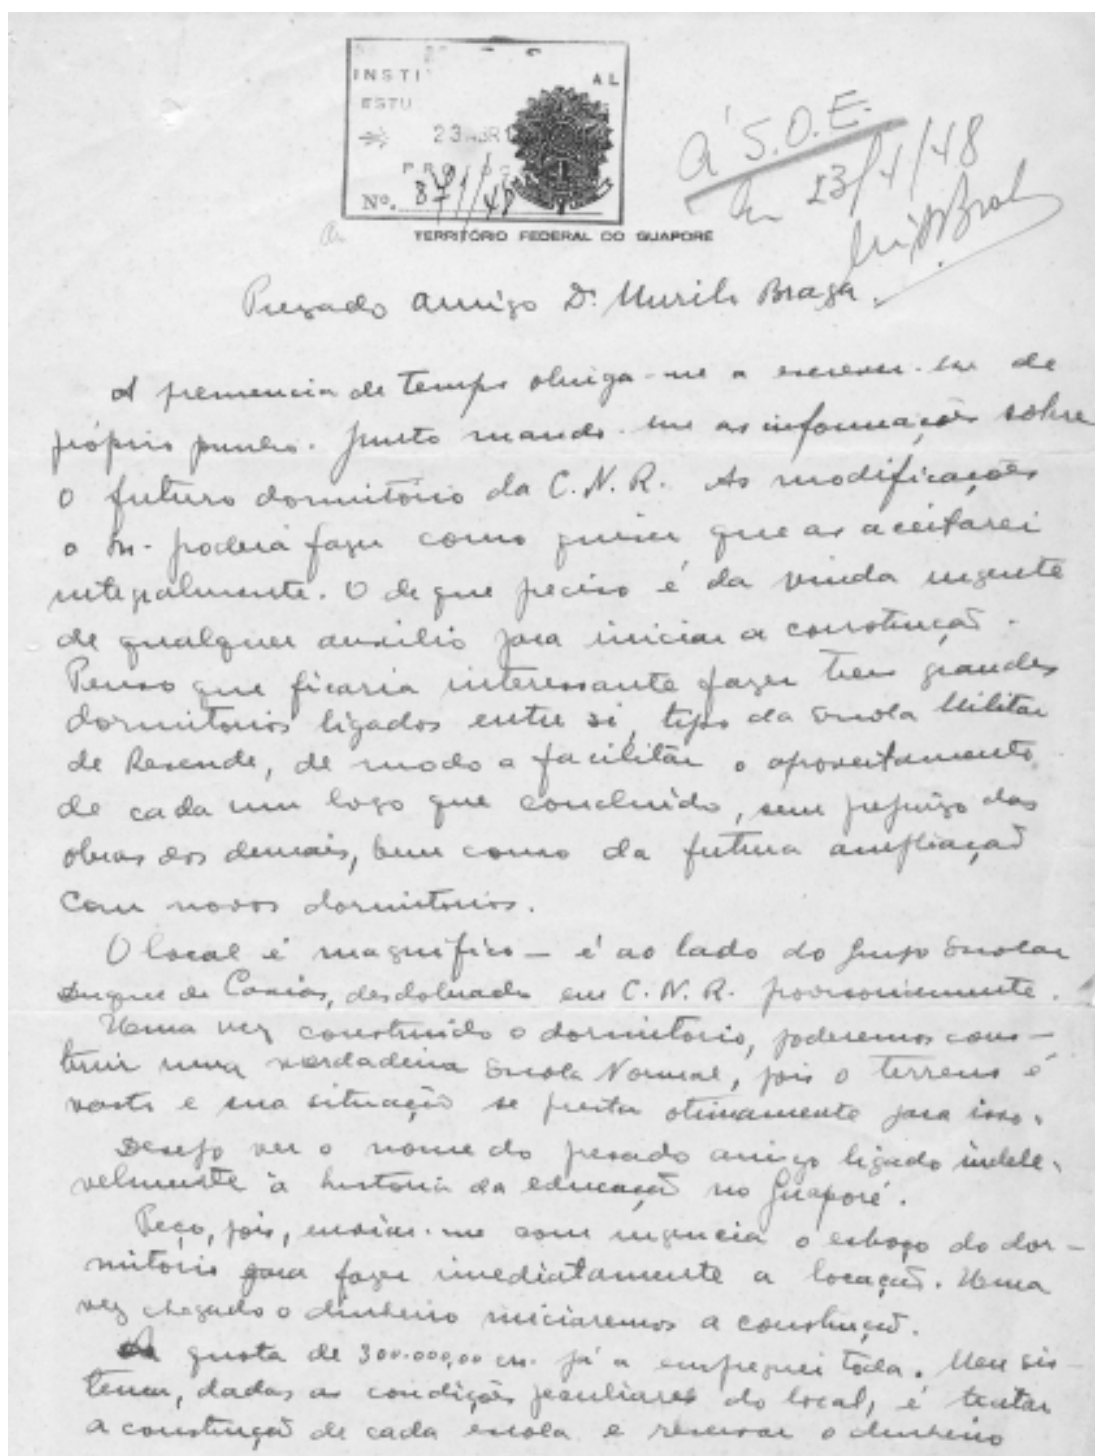 INSTI AL
ESTU
23 ABR 1
Nº. 871/48
TERRITÓRIO FEDERAL DO GUAPORÉ
A' S.O.E.
Em 23/4/48
Prezado amigo Dr. Murilo Braga.
A premencia de tempo obriga-me a escrever-lhe de
próprio punho. Junto mando-lhe as informações sobre
o futuro dormitório da C.N.R. As modificações
o Sr. poderá fazer como quizer que as aceitarei
integralmente. O de que preciso é da vinda urgente
de qualquer auxilio para iniciar a construção.
Penso que ficaria interessante fazer tres grandes
dormitorios ligados entre si, tipo da Escola Militar
de Resende, de modo a facilitar o aproveitamento
de cada um logo que concluido, sem prejuizo das
obras dos demais, bem como da futura ampliação
com novos dormitorios.
O local é magnifico - é ao lado do Grupo Escolar
Duque de Caxias, desdobrado em C.N.R. provisoriamente.
Uma vez construido o dormitorio, poderemos cons-
truir uma verdadeira Escola Normal, pois o terreno é
vasto e sua situação se presta otimamente para isso.
Desejo ver o nome do prezado amigo ligado indele-
velmente à historia da educação no Guaporé.
Peço, pois, enviar-me com urgencia o esboço do dor-
mitorio para fazer imediatamente a locação. Uma
vez chegado o dinheiro iniciaremos a construção.
A quota de 300.000,00 cr. já a empreguei toda. Meu sis-
tema, dadas as condições peculiares do local, é tratar
a construção de cada escola e reservar o dinheiro